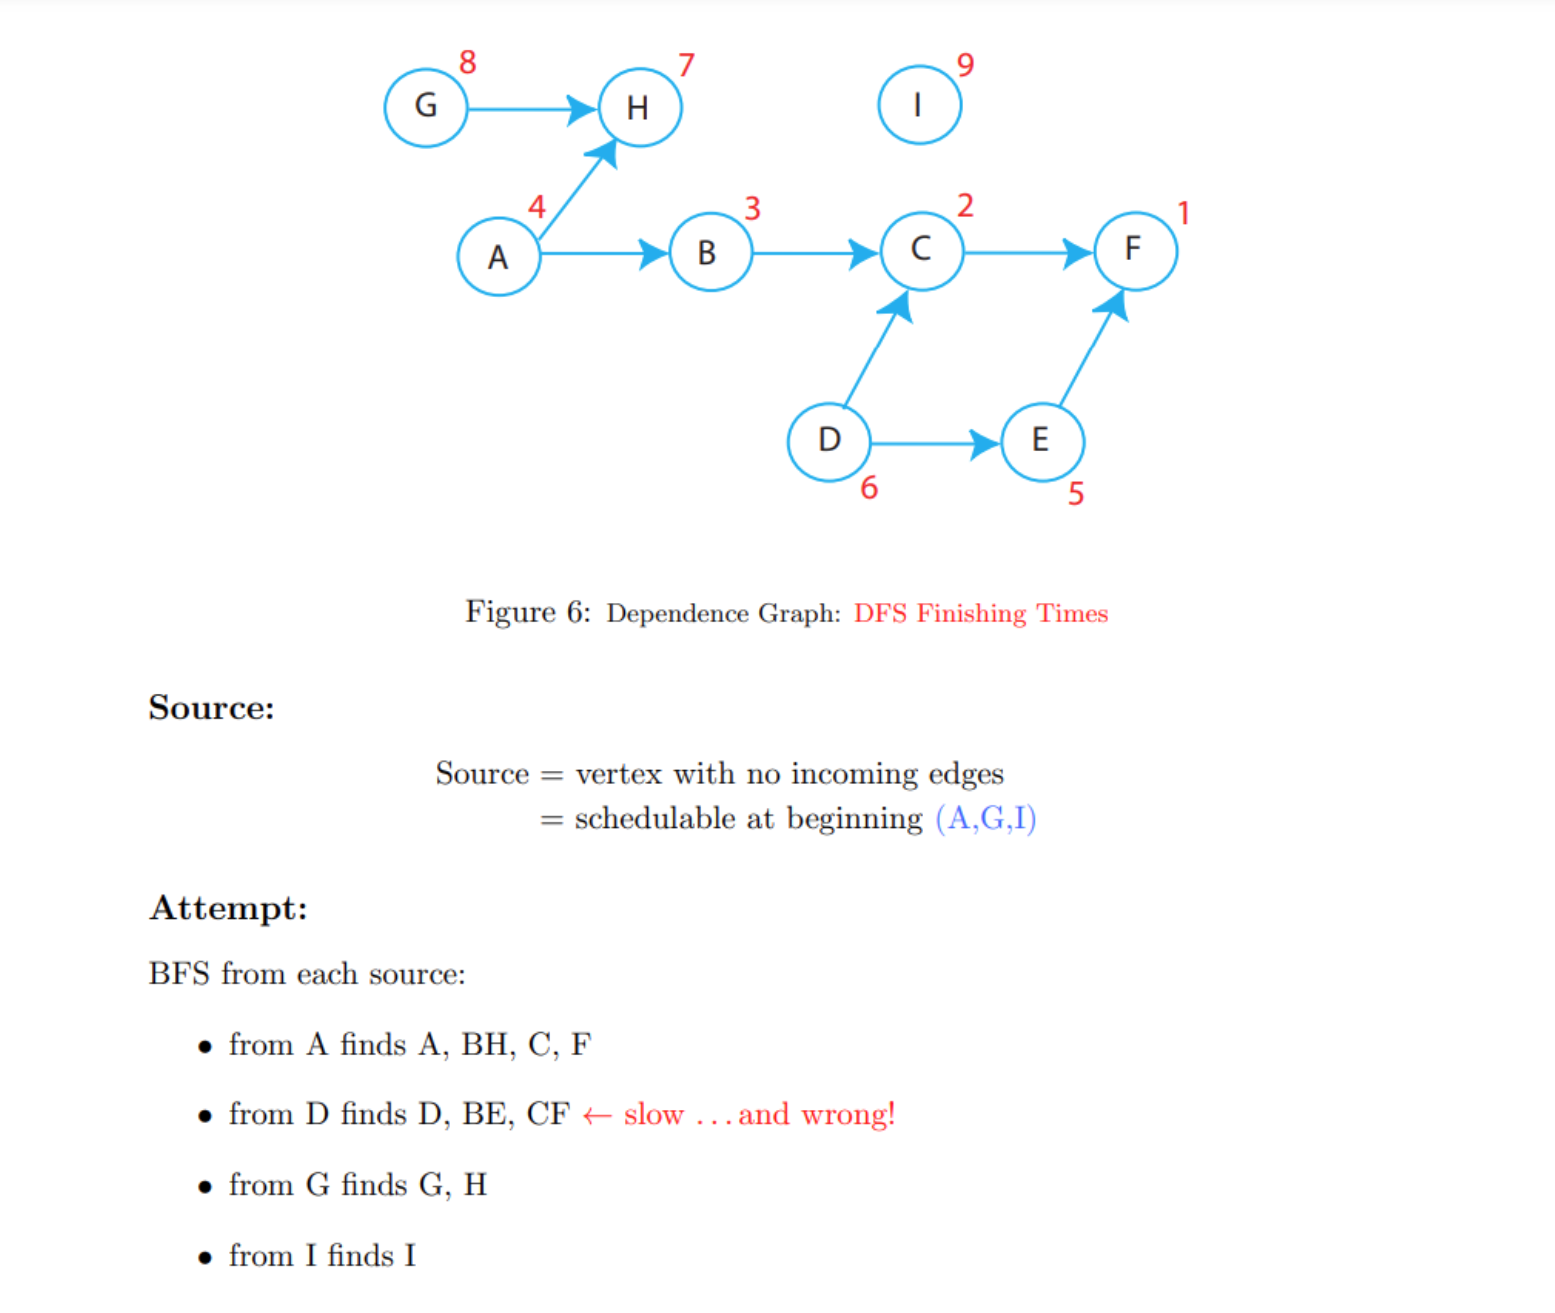 8
7
9
G
H
I
4
3
2
1
A
B
C
F
D
E
6
5
Figure 6: Dependence Graph: DFS Finishing Times
Source:
Source = vertex with no incoming edges
= schedulable at beginning (A,G,I)
Attempt:
BFS from each source:
• from A finds A, BH, C, F
• from D finds D, BE, CF ← slow . . . and wrong!
• from G finds G, H
• from I finds I